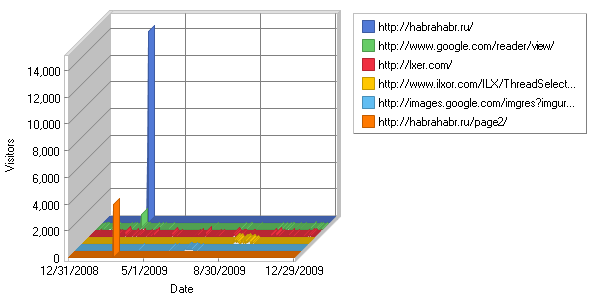 14,000
12,000
10,000
8,000
6,000
4,000
2,000
0
Visitors
12/31/2008 5/1/2009 8/30/2009 12/29/2009
Date
http://habrahabr.ru/
http://www.google.com/reader/view/
http://lxer.com/
http://www.ilxor.com/ILX/ThreadSelect...
http://images.google.com/imgres?imgur...
http://habrahabr.ru/page2/